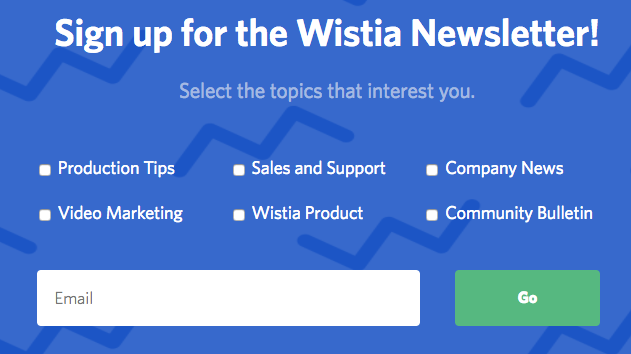 Sign up for the Wistia Newsletter!
Select the topics that interest you.
Production Tips Sales and Support Company News
Video Marketing Wistia Product Community Bulletin
Email Go